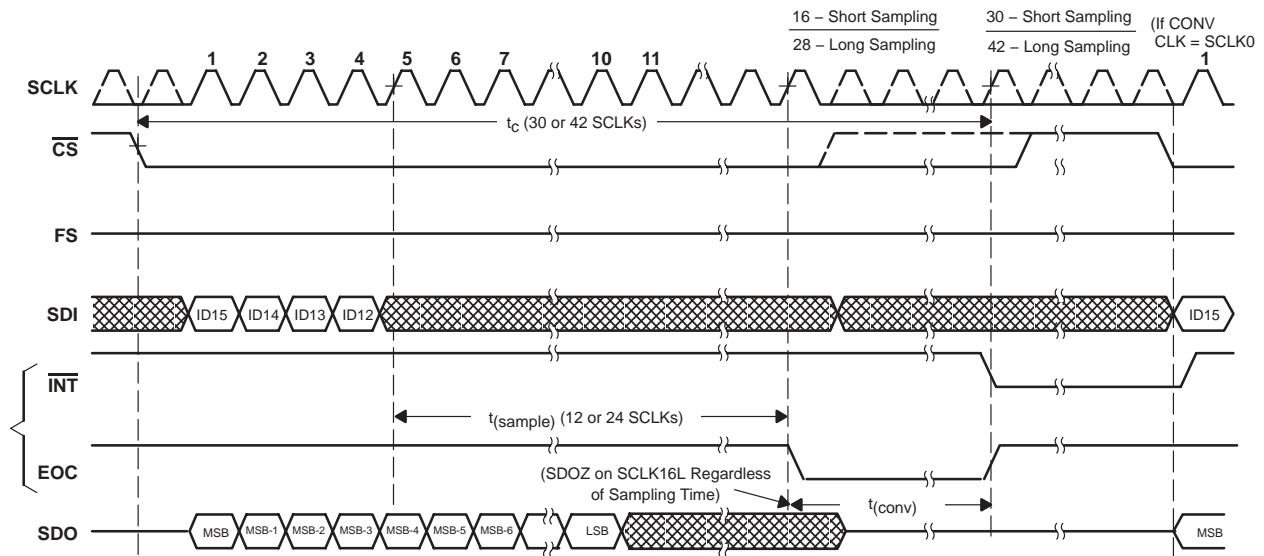 16 – Short Sampling
28 – Long Sampling
30 – Short Sampling
42 – Long Sampling
(If CONV
CLK = SCLK0
1 2 3 4 5 6 7 10 11 1
SCLK
tc (30 or 42 SCLKs)
CS
FS
SDI
ID15 ID14 ID13 ID12 ID15
INT
t(sample) (12 or 24 SCLKs)
EOC
(SDOZ on SCLK16L Regardless
of Sampling Time)
t(conv)
SDO
MSB MSB-1 MSB-2 MSB-3 MSB-4 MSB-5 MSB-6 LSB MSB